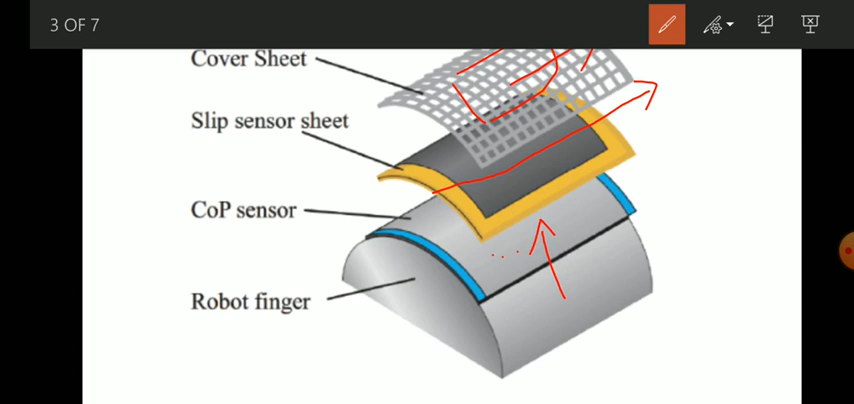 3 OF 7
Cover Sheet
Slip sensor sheet
CoP sensor
Robot finger